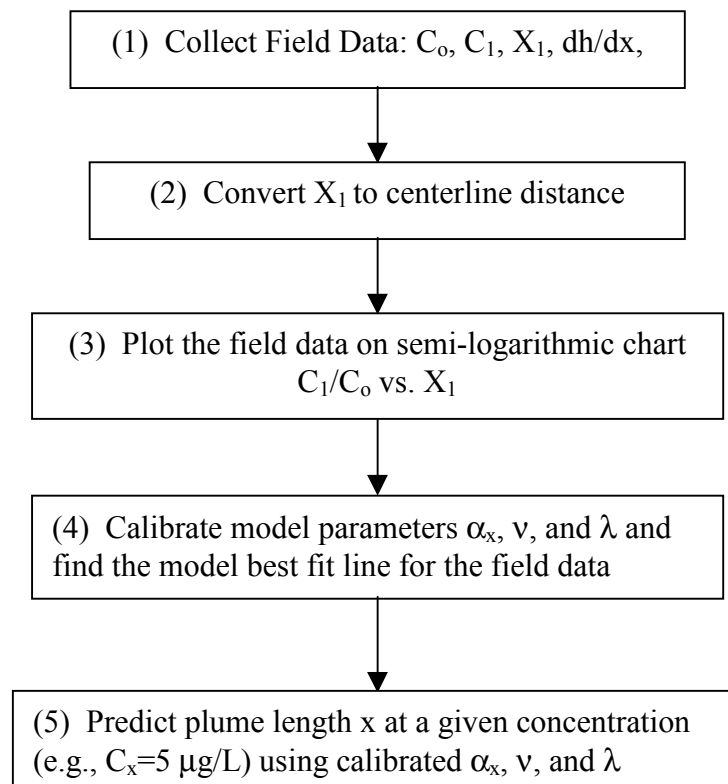 (1) Collect Field Data: Cₒ, C₁, X₁, dh/dx,
(2) Convert X₁ to centerline distance
(3) Plot the field data on semi-logarithmic chart
C₁/Cₒ vs. X₁
(4) Calibrate model parameters αₓ, ν, and λ and
find the model best fit line for the field data
(5) Predict plume length x at a given concentration
(e.g., Cₓ=5 μg/L) using calibrated αₓ, ν, and λ